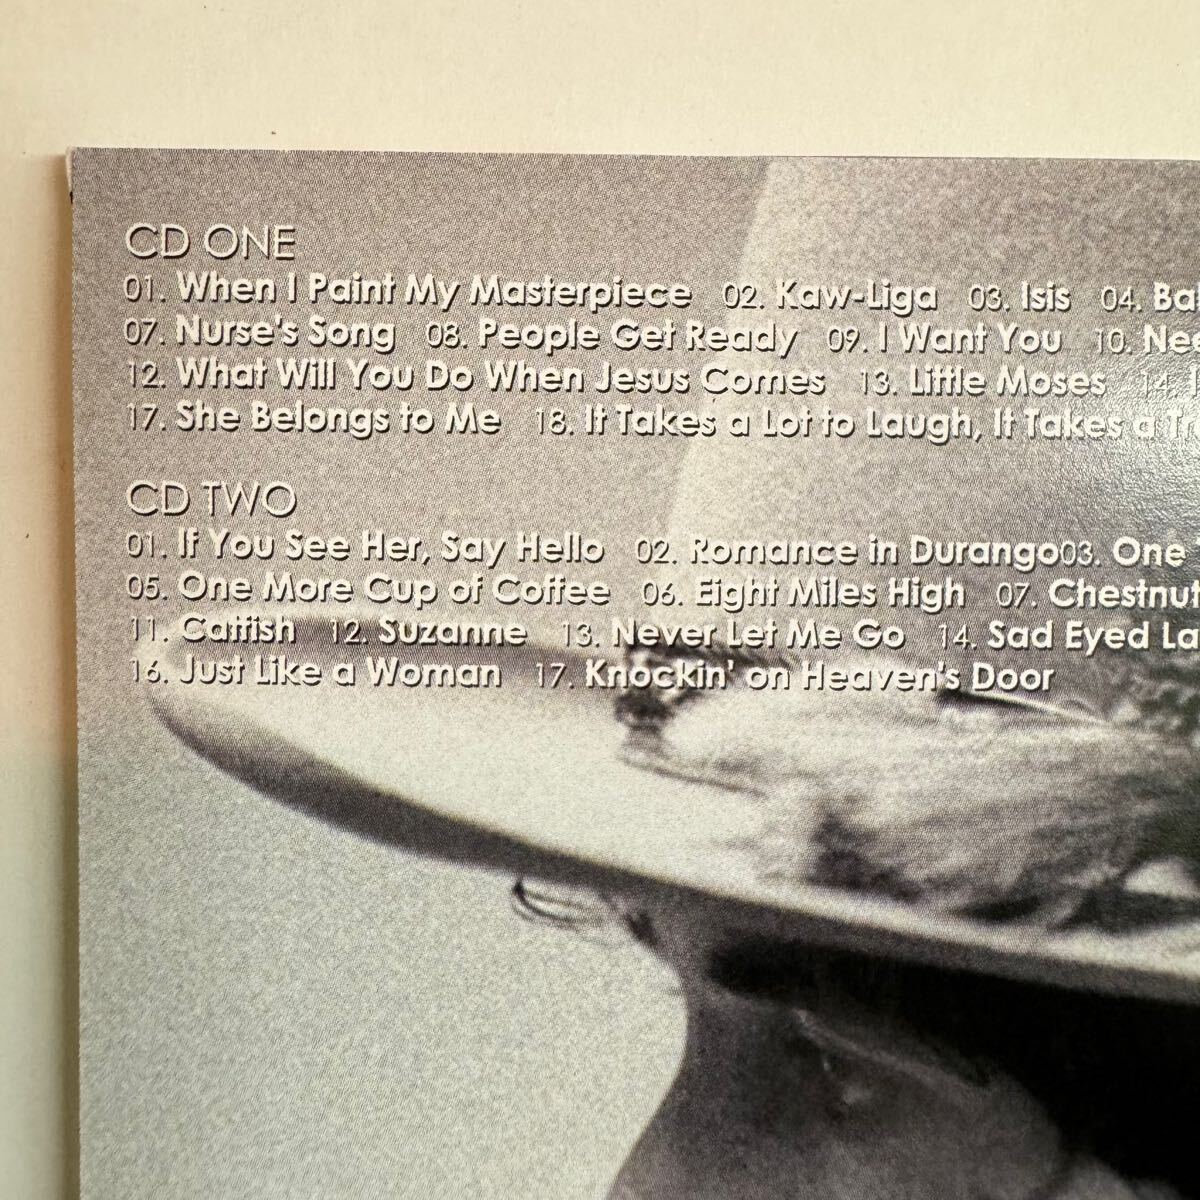 CD ONE
01. When I Paint My Masterpiece 02. Kaw-Liga 03. Isis 04.
07. Nurse's Song 08. People Get Ready 09. I Want You 10.
12. What Will You Do When Jesus Comes 13. Little Moses 14.
17. She Belongs to Me 18. It Takes a Lot to Laugh, It Takes a
CD TWO
01. If You See Her, Say Hello 02. Romance in Durango03. One
05. One More Cup of Coffee 06. Eight Miles High 07. Chestnut
11. Catfish 12. Suzanne 13. Never Let Me Go 14. Sad Eyed
16. Just Like a Woman 17. Knockin' on Heaven's Door